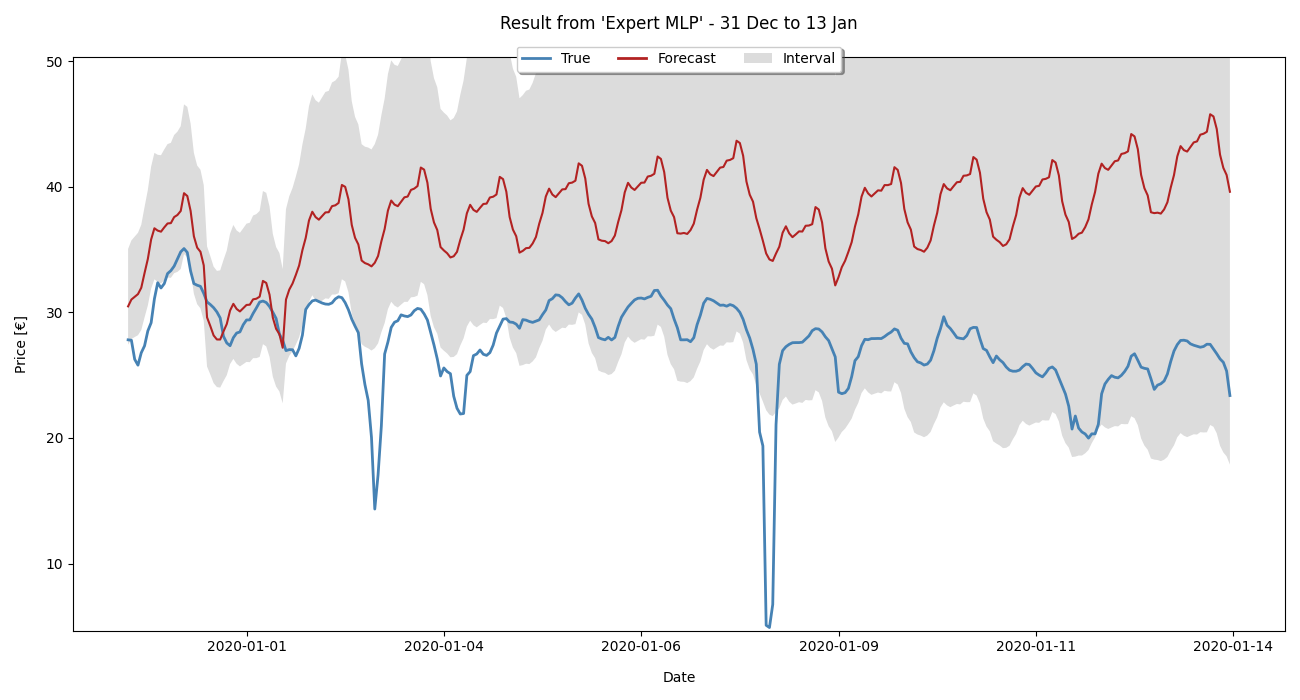 Result from 'Expert MLP' - 31 Dec to 13 Jan
True Forecast Interval
50
40
30
20
10
Price [€]
2020-01-01 2020-01-04 2020-01-06 2020-01-09 2020-01-11 2020-01-14
Date